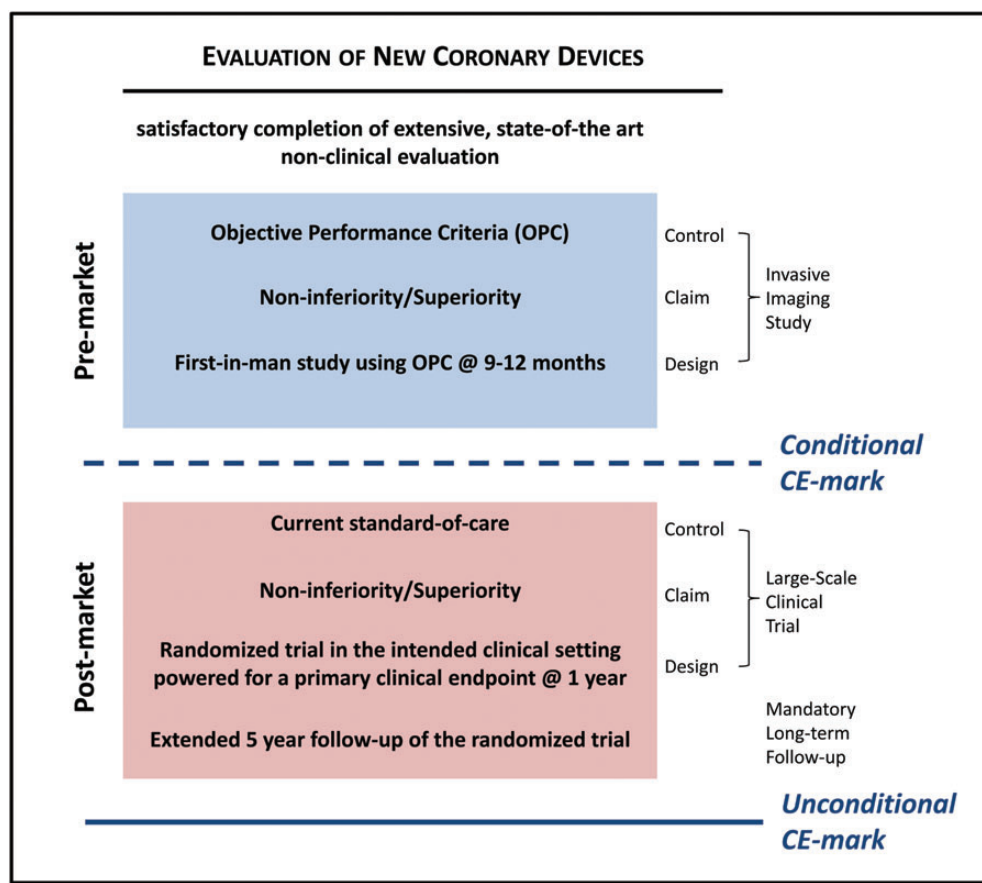 EVALUATION OF NEW CORONARY DEVICES
satisfactory completion of extensive, state-of-the art
non-clinical evaluation
Pre-market
Objective Performance Criteria (OPC)
Control
Non-inferiority/Superiority
Claim
First-in-man study using OPC @ 9-12 months
Design
Invasive
Imaging
Study
Conditional
CE-mark
Post-market
Current standard-of-care
Control
Non-inferiority/Superiority
Claim
Randomized trial in the intended clinical setting
powered for a primary clinical endpoint @ 1 year
Design
Large-Scale
Clinical
Trial
Extended 5 year follow-up of the randomized trial
Mandatory
Long-term
Follow-up
Unconditional
CE-mark